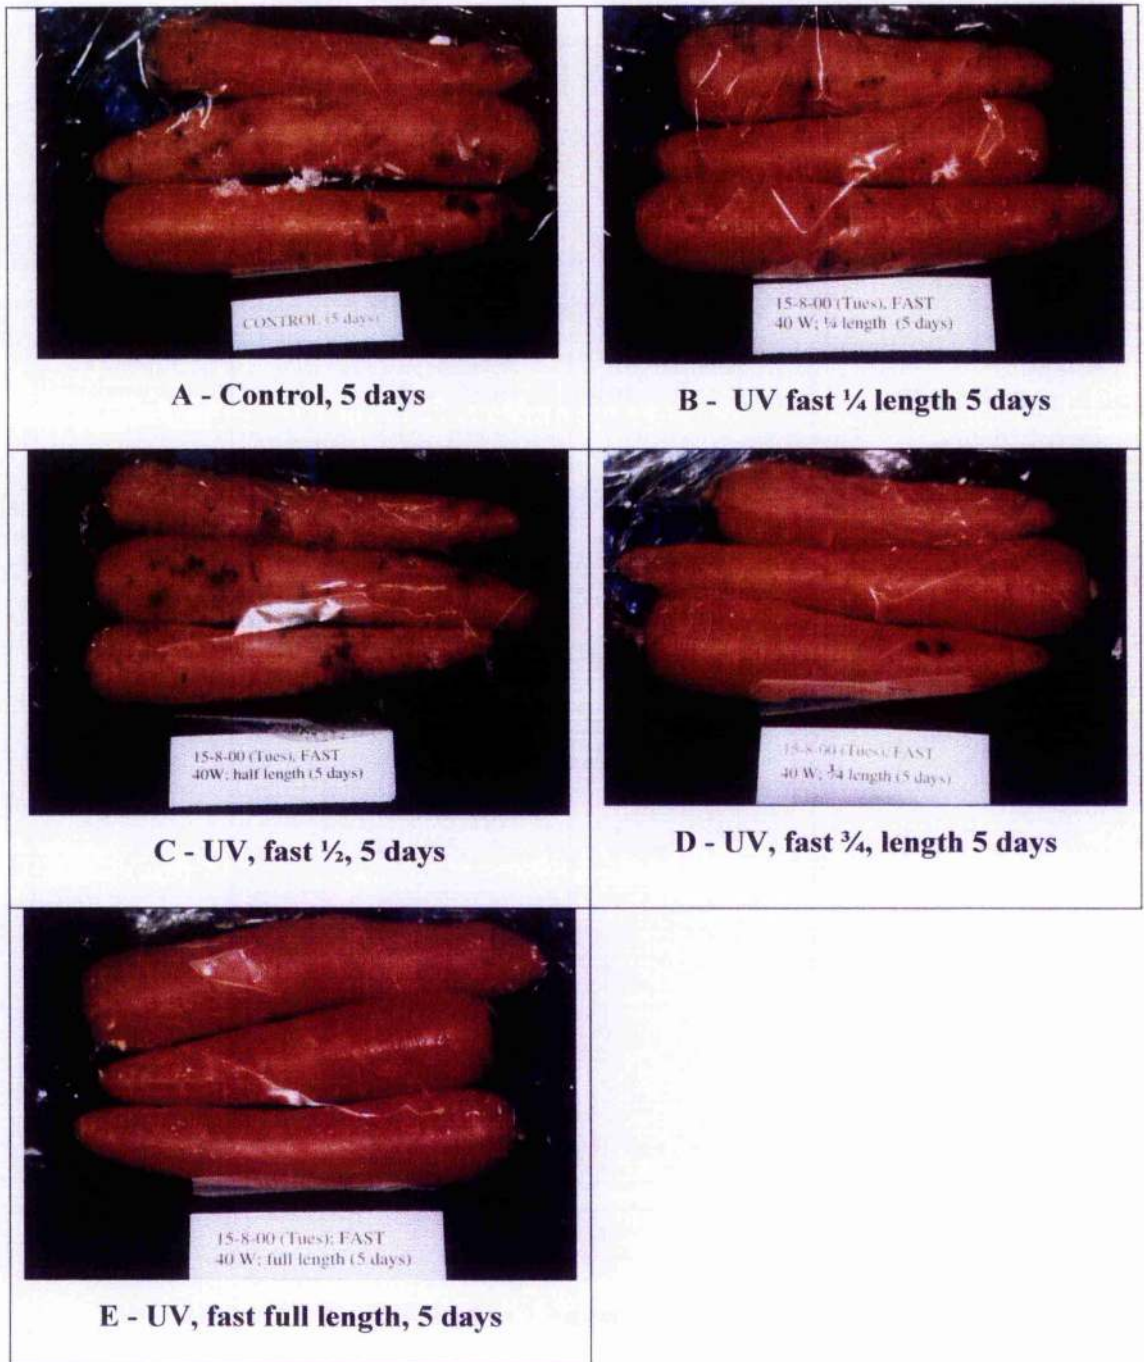 CONTROL (5 days)
A - Control, 5 days
15-8-00 (Tues), FAST
40 W; ¼ length (5 days)
B - UV fast ¼ length 5 days
15-8-00 (Tues), FAST
40W; half length (5 days)
C - UV, fast ½, 5 days
15-8-00 (Tues), FAST
40 W; ¾ length (5 days)
D - UV, fast ¾, length 5 days
15-8-00 (Tues); FAST
40 W; full length (5 days)
E - UV, fast full length, 5 days